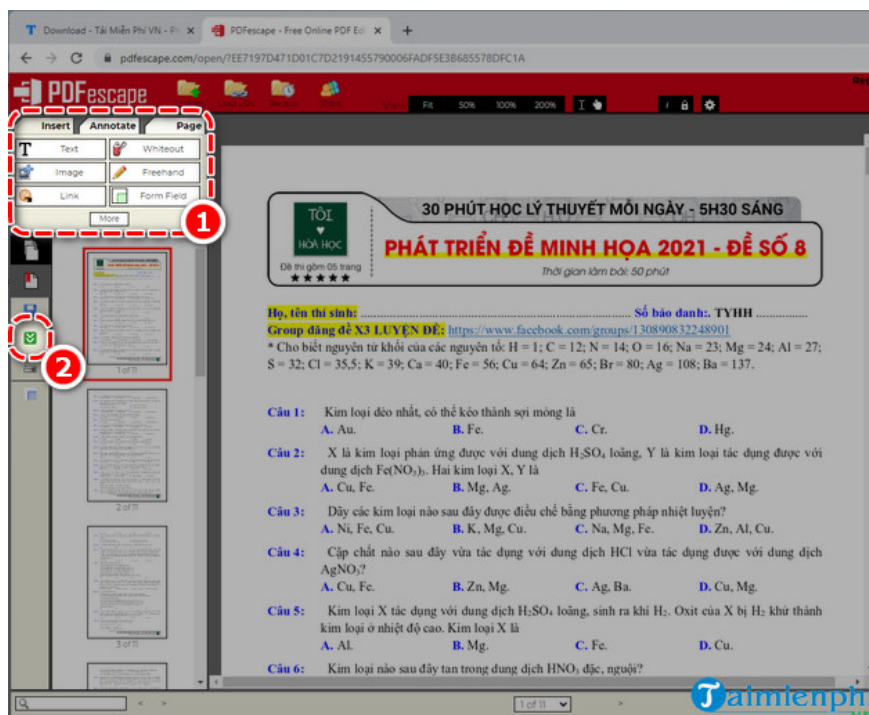 Download - Tải Miễn Phí VN - Ph
PDFescape - Free Online PDF Edi
pdfescape.com/open/?EE7197D471D01C7D2191455790006FADF5E3B685578DFC1A
PDFescape
Fit 50% 100% 200%
Insert Annotate Page
Text Whiteout
Image Freehand
Link Form Field
More
1
2
1 of 11
2 of 11
3 of 11
TÔI
HÓA HỌC
Đề thi gồm 05 trang
★★★★★
30 PHÚT HỌC LÝ THUYẾT MỖI NGÀY - 5H30 SÁNG
PHÁT TRIỂN ĐỀ MINH HỌA 2021 - ĐỀ SỐ 8
Thời gian làm bài: 50 phút
Họ, tên thí sinh: ........ Số báo danh:. TYHH ........
Group đăng đề X3 LUYỆN ĐỀ: https://www.facebook.com/groups/130890832248901
* Cho biết nguyên tử khối của các nguyên tố: H = 1; C = 12; N = 14; O = 16; Na = 23; Mg = 24; Al = 27;
S = 32; Cl = 35,5; K = 39; Ca = 40; Fe = 56; Cu = 64; Zn = 65; Br = 80; Ag = 108; Ba = 137.
Câu 1: Kim loại dẻo nhất, có thể kéo thành sợi mỏng là
A. Au. B. Fe. C. Cr. D. Hg.
Câu 2: X là kim loại phản ứng được với dung dịch H₂SO₄ loãng, Y là kim loại tác dụng được với
dung dịch Fe(NO₃)₃. Hai kim loại X, Y là
A. Cu, Fe. B. Mg, Ag. C. Fe, Cu. D. Ag, Mg.
Câu 3: Dãy các kim loại nào sau đây được điều chế bằng phương pháp nhiệt luyện?
A. Ni, Fe, Cu. B. K, Mg, Cu. C. Na, Mg, Fe. D. Zn, Al, Cu.
Câu 4: Cặp chất nào sau đây vừa tác dụng với dung dịch HCl vừa tác dụng được với dung dịch
AgNO₃?
A. Cu, Fe. B. Zn, Mg. C. Ag, Ba. D. Cu, Mg.
Câu 5: Kim loại X tác dụng với dung dịch H₂SO₄ loãng, sinh ra khí H₂. Oxit của X bị H₂ khử thành
kim loại ở nhiệt độ cao. Kim loại X là
A. Al. B. Mg. C. Fe. D. Cu.
Câu 6: Kim loại nào sau đây tan trong dung dịch HNO₃ đặc, nguội?
1 of 11
Taimienph